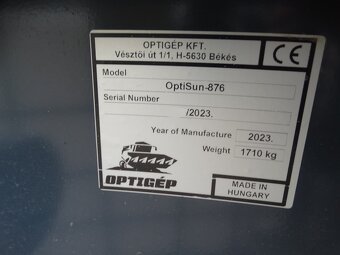 OPTIGÉP KFT.
Vésztői út 1/1, H-5630 Békés
CE
Model
OptiSun-876
Serial Number
/2023.
Year of Manufacture 2023.
Weight 1710 kg
OPTIGÉP
MADE IN
HUNGARY